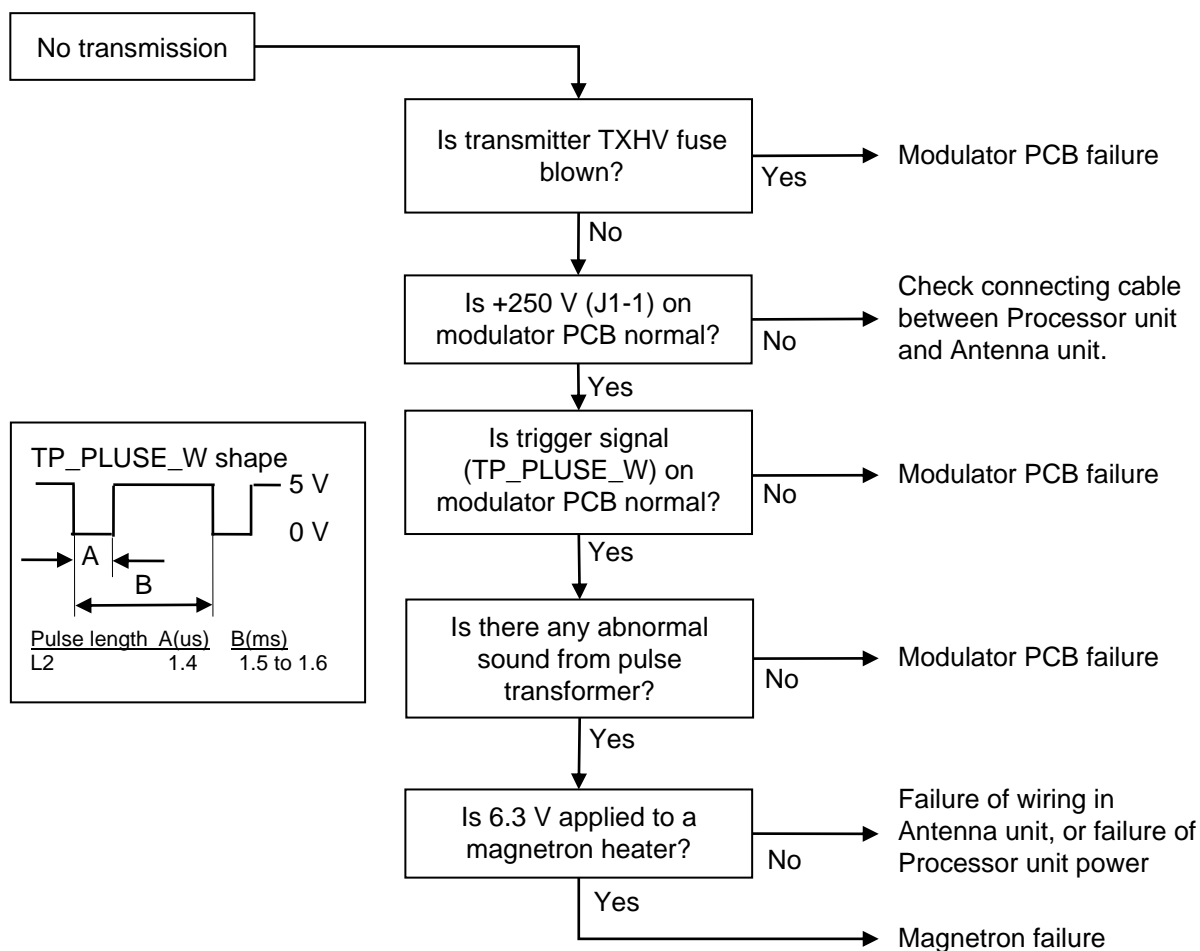 No transmission
Is transmitter TXHV fuse
blown?
Yes
Modulator PCB failure
No
Is +250 V (J1-1) on
modulator PCB normal?
No
Check connecting cable
between Processor unit
and Antenna unit.
Yes
Is trigger signal
(TP_PLUSE_W) on
modulator PCB normal?
No
Modulator PCB failure
Yes
TP_PLUSE_W shape
5 V
0 V
A
B
Pulse length A(us) B(ms)
L2 1.4 1.5 to 1.6
Is there any abnormal
sound from pulse
transformer?
No
Modulator PCB failure
Yes
Is 6.3 V applied to a
magnetron heater?
No
Failure of wiring in
Antenna unit, or failure of
Processor unit power
Yes
Magnetron failure